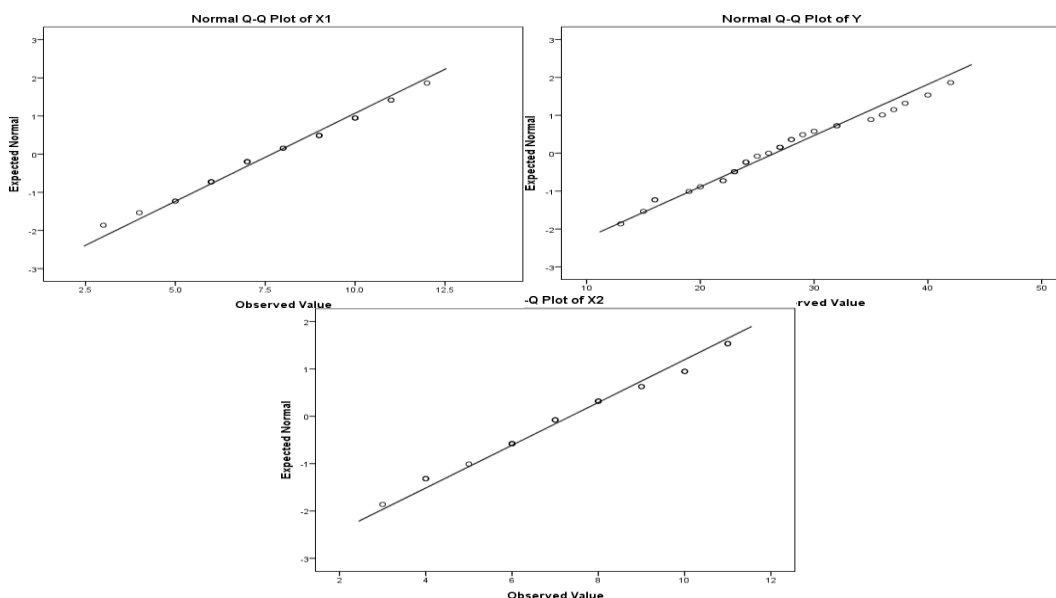 Normal Q-Q Plot of X1
Expected Normal
3
2
1
0
-1
-2
-3
2.5 5.0 7.5 10.0 12.5
Observed Value
Normal Q-Q Plot of Y
Expected Normal
3
2
1
0
-1
-2
-3
10 20 30 40 50
rved Value
-Q Plot of X2
Expected Normal
2
1
0
-1
-2
-3
2 4 6 8 10 12
Observed Value